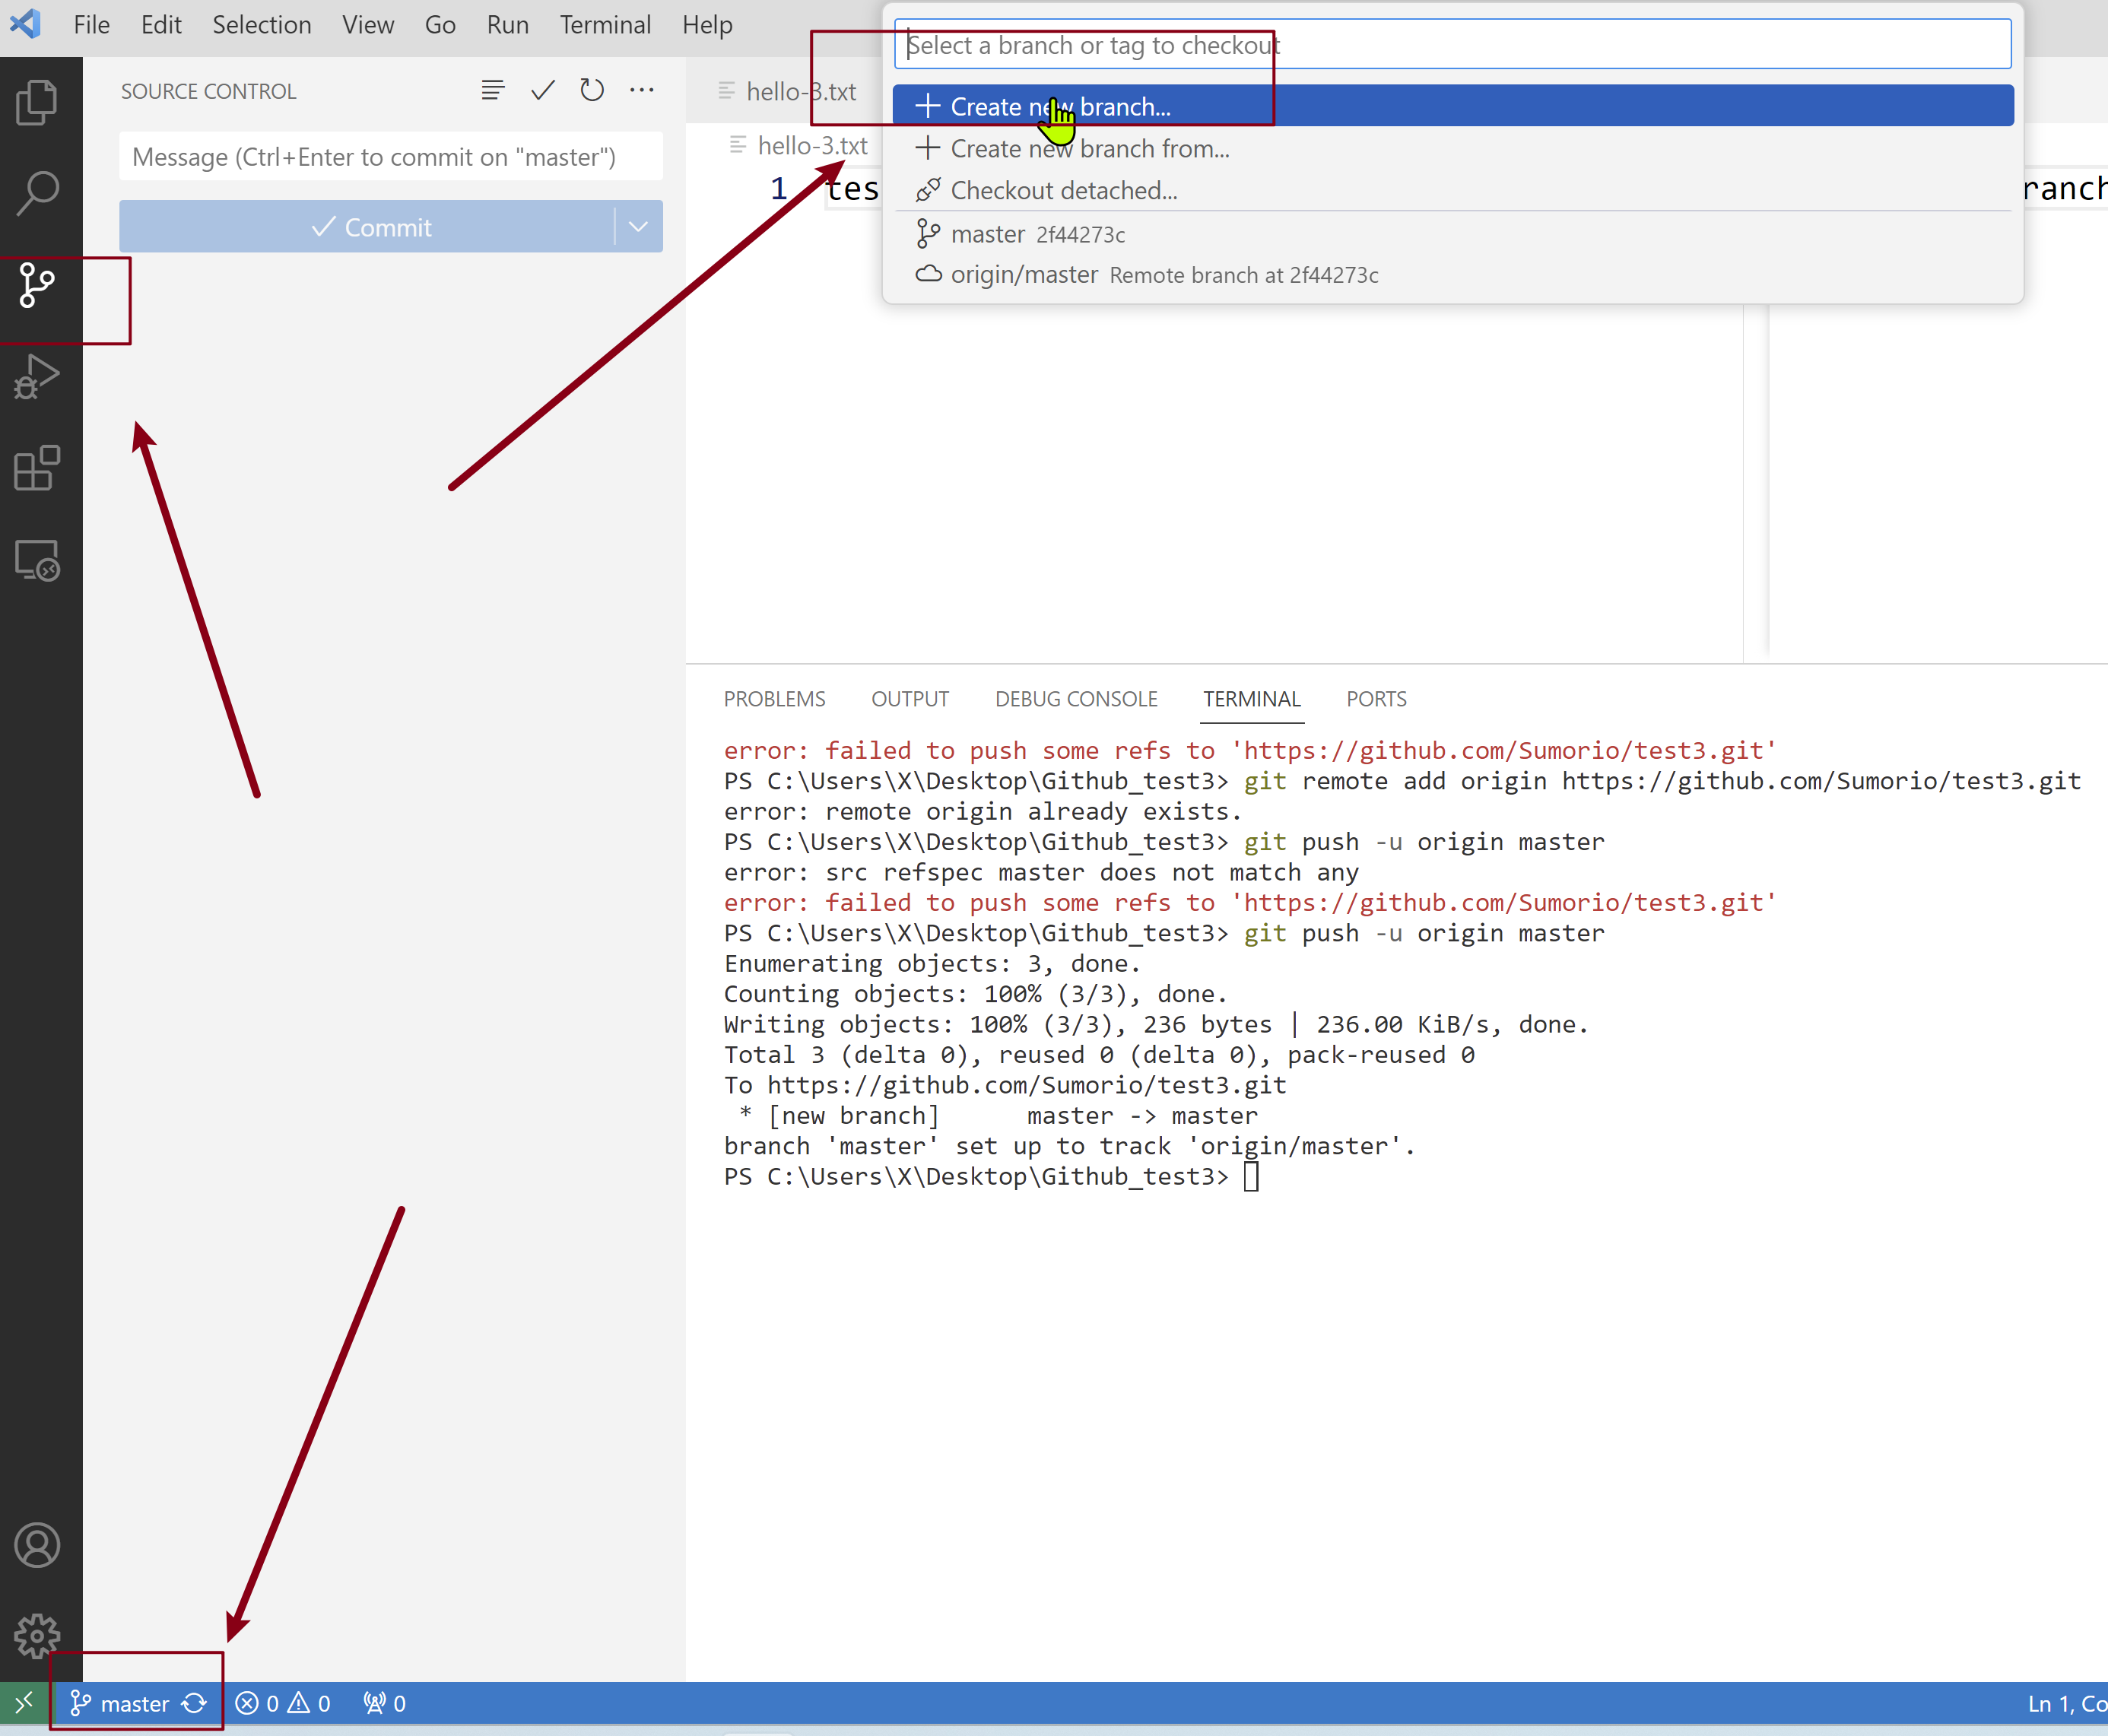 File Edit Selection View Go Run Terminal Help
Select a branch or tag to checkout
Create new branch...
Create new branch from...
Checkout detached...
master 2f44273c
origin/master Remote branch at 2f44273c
SOURCE CONTROL
Message (Ctrl+Enter to commit on "master")
Commit
hello-3.txt
hello-3.txt
1 tes
ranch
PROBLEMS OUTPUT DEBUG CONSOLE TERMINAL PORTS
error: failed to push some refs to 'https://github.com/Sumorio/test3.git'
PS C:\Users\X\Desktop\Github_test3> git remote add origin https://github.com/Sumorio/test3.git
error: remote origin already exists.
PS C:\Users\X\Desktop\Github_test3> git push -u origin master
error: src refspec master does not match any
error: failed to push some refs to 'https://github.com/Sumorio/test3.git'
PS C:\Users\X\Desktop\Github_test3> git push -u origin master
Enumerating objects: 3, done.
Counting objects: 100% (3/3), done.
Writing objects: 100% (3/3), 236 bytes | 236.00 KiB/s, done.
Total 3 (delta 0), reused 0 (delta 0), pack-reused 0
To https://github.com/Sumorio/test3.git
 * [new branch]      master -> master
branch 'master' set up to track 'origin/master'.
PS C:\Users\X\Desktop\Github_test3>
master 0 0 0
Ln 1, Co